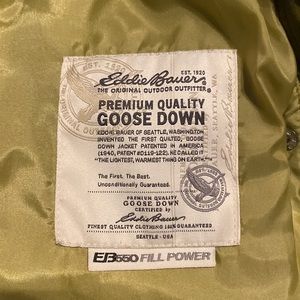 Eddie Bauer
EST. 1920
THE ORIGINAL OUTDOOR OUTFITTER
PREMIUM QUALITY
GOOSE DOWN
EDDIE BAUER OF SEATTLE, WASHINGTON
INVENTED THE FIRST QUILTED, GOOSE
DOWN JACKET PATENTED IN AMERICA
(1940, PATENT #D119-122). HE CALLED IT
"THE LIGHTEST, WARMEST THING ON EARTH."
The First. The Best.
Unconditionally Guaranteed.
PREMIUM QUALITY
GOOSE DOWN
CERTIFIED by
Eddie Bauer
FINEST QUALITY CLOTHING 100% GUARANTEED
SEATTLE - USA
EB550 FILL POWER